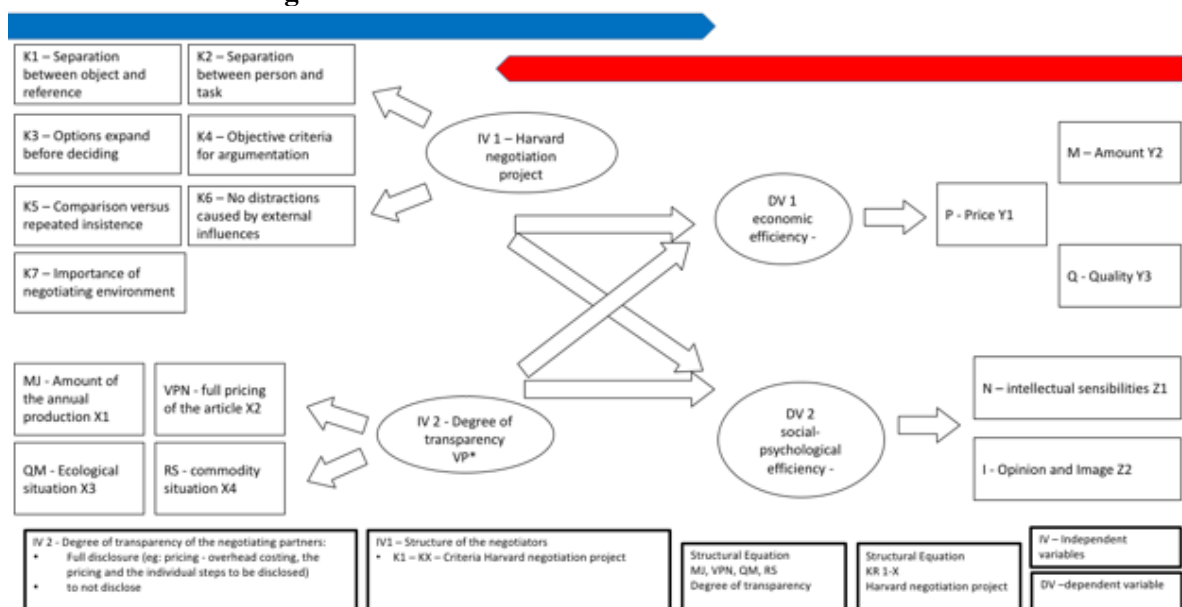 K1 – Separation
between object and
reference
K2 – Separation
between person and
task
K3 – Options expand
before deciding
K4 – Objective criteria
for argumentation
K5 – Comparison versus
repeated insistence
K6 – No distractions
caused by external
influences
K7 – Importance of
negotiating environment
IV 1 – Harvard
negotiation
project
DV 1
economic
efficiency -
P - Price Y1
M – Amount Y2
Q - Quality Y3
MJ - Amount of
the annual
production X1
VPN - full pricing
of the article X2
QM - Ecological
situation X3
RS - commodity
situation X4
IV 2 - Degree of
transparency
VP*
DV 2
social-
psychological
efficiency -
N – intellectual sensibilities Z1
I - Opinion and Image Z2
IV 2 - Degree of transparency of the negotiating partners:
• Full disclosure (eg: pricing - overhead costing, the
pricing and the individual steps to be disclosed)
• to not disclose
IV1 – Structure of the negotiators
• K1 – KX – Criteria Harvard negotiation project
Structural Equation
MJ, VPN, QM, RS
Degree of transparency
Structural Equation
KR 1-X
Harvard negotiation project
IV – Independent
variables
DV –dependent variable